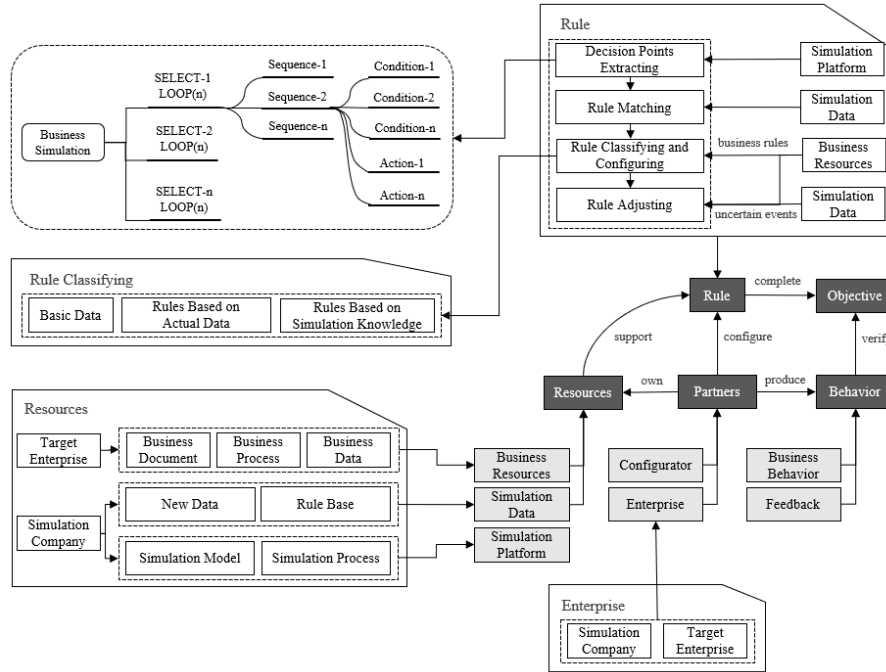 Rule
Decision Points
Extracting
Simulation
Platform
Rule Matching
Simulation
Data
Rule Classifying and
Configuring
business rules
Business
Resources
Rule Adjusting
uncertain events
Simulation
Data
Business
Simulation
SELECT-1
LOOP(n)
SELECT-2
LOOP(n)
SELECT-n
LOOP(n)
Sequence-1
Sequence-2
Sequence-n
Condition-1
Condition-2
Condition-n
Action-1
Action-n
Rule Classifying
Basic Data
Rules Based on
Actual Data
Rules Based on
Simulation Knowledge
Rule
complete
Objective
support
configure
verify
Resources
own
Partners
produce
Behavior
Resources
Target
Enterprise
Business
Document
Business
Process
Business
Data
Simulation
Company
New Data
Rule Base
Simulation Model
Simulation Process
Business
Resources
Simulation
Data
Simulation
Platform
Configurator
Enterprise
Business
Behavior
Feedback
Enterprise
Simulation
Company
Target
Enterprise